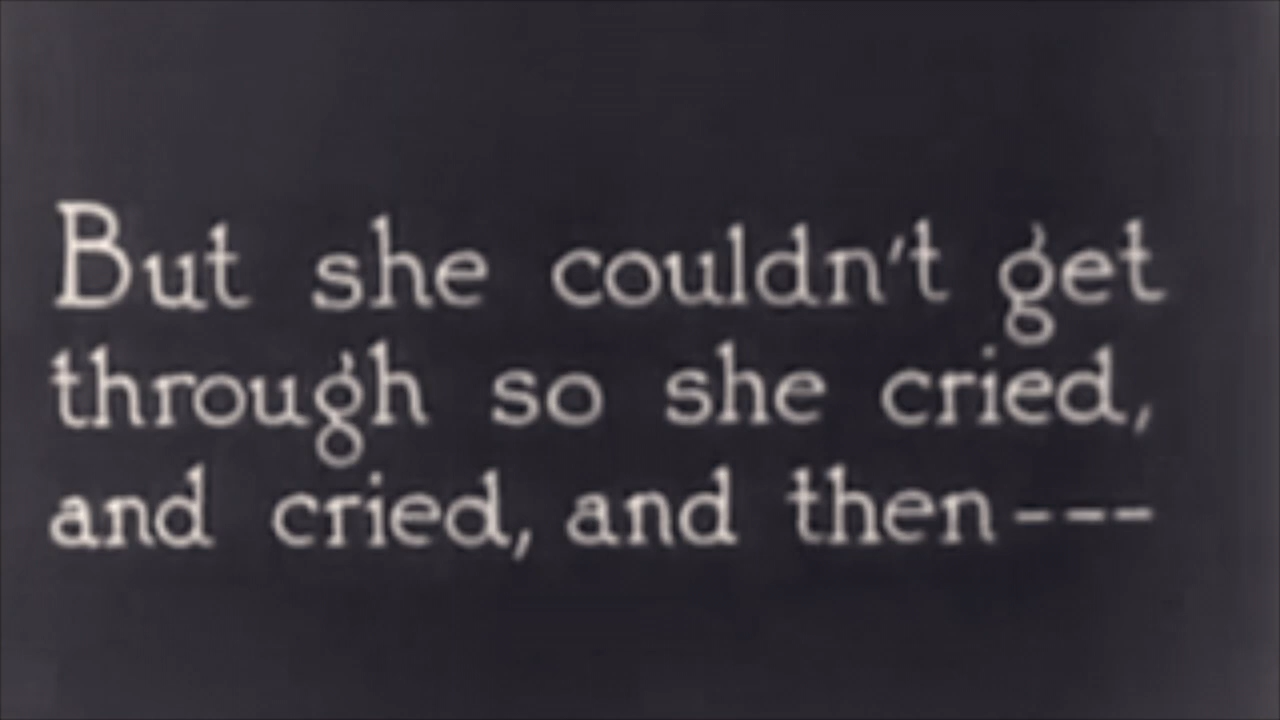 But she couldn't get
through so she cried,
and cried, and then---